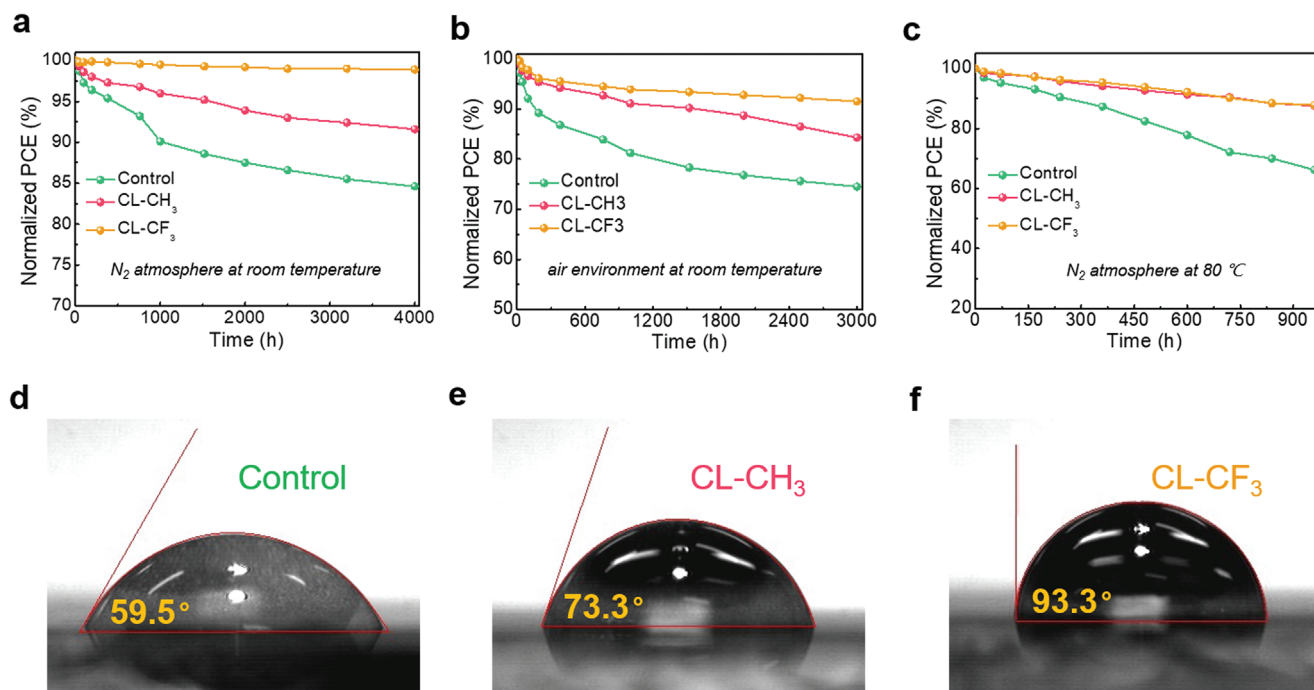 a
Normalized PCE (%)
100
95
90
85
80
75
70
Control
CL-CH₃
CL-CF₃
N₂ atmosphere at room temperature
0 1000 2000 3000 4000
Time (h)
b
Normalized PCE (%)
100
90
80
70
60
50
Control
CL-CH3
CL-CF3
air environment at room temperature
0 600 1200 1800 2400 3000
Time (h)
c
Normalized PCE (%)
100
80
60
40
20
Control
CL-CH₃
CL-CF₃
N₂ atmosphere at 80 ℃
0 150 300 450 600 750 900
Time (h)
d
Control
59.5°
e
CL-CH₃
73.3°
f
CL-CF₃
93.3°